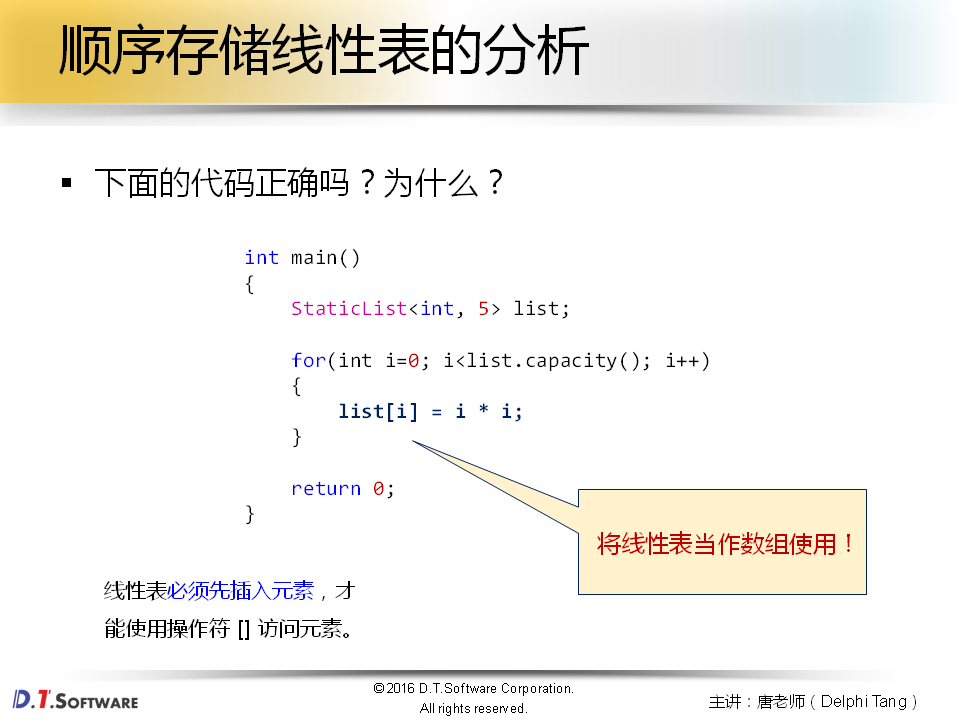 顺序存储线性表的分析
▪ 下面的代码正确吗？为什么？
int main()
{
    StaticList<int, 5> list;
    for(int i=0; i<list.capacity(); i++)
    {
        list[i] = i * i;
    }
    return 0;
}
将线性表当作数组使用！
线性表必须先插入元素，才
能使用操作符 [] 访问元素。
D.T.SOFTWARE
©2016 D.T.Software Corporation.
All rights reserved.
主讲：唐老师（Delphi Tang）